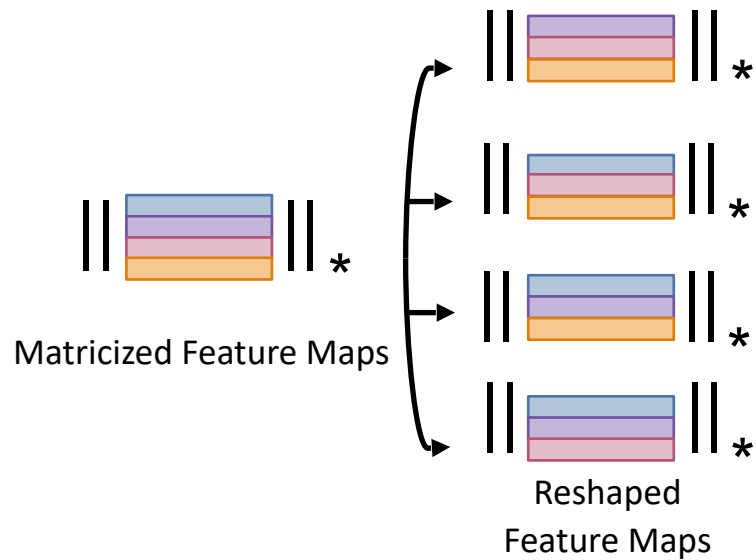 || || *
|| || *
|| || *
|| || *
|| || *
Matricized Feature Maps
Reshaped
Feature Maps